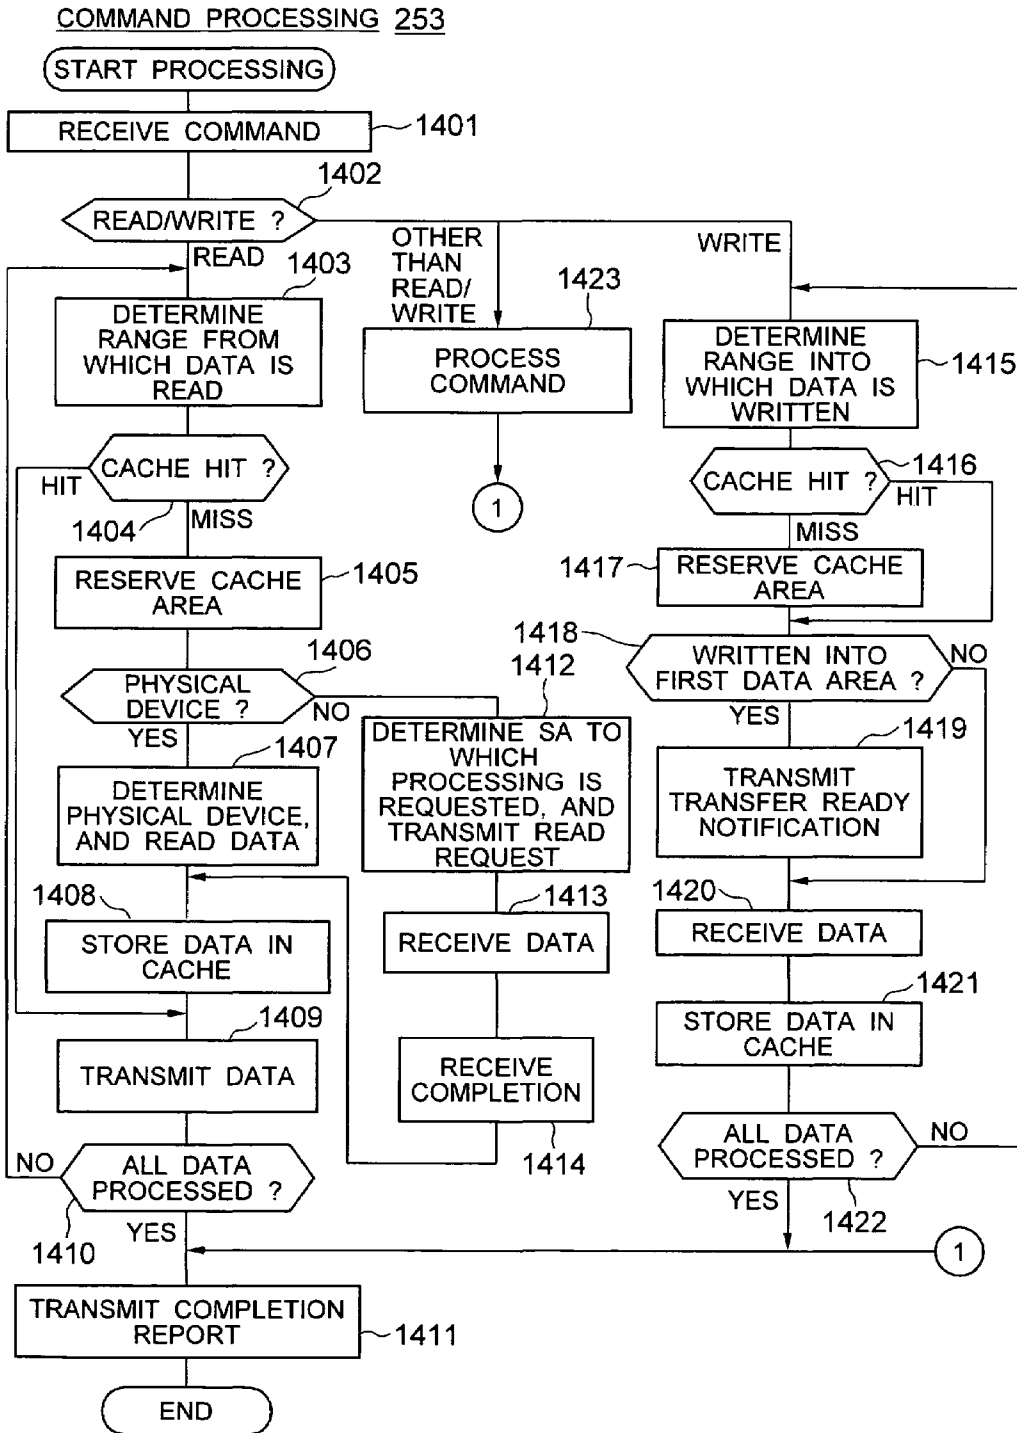 COMMAND PROCESSING 253
START PROCESSING
RECEIVE COMMAND
1401
1402
READ/WRITE ?
READ
OTHER
THAN
READ/
WRITE
WRITE
1403
DETERMINE
RANGE FROM
WHICH DATA IS
READ
1423
PROCESS
COMMAND
1
DETERMINE
RANGE INTO
WHICH DATA IS
WRITTEN
1415
CACHE HIT ?
HIT
1404
MISS
CACHE HIT ?
1416
HIT
MISS
RESERVE CACHE
AREA
1405
1417
RESERVE CACHE
AREA
1406
PHYSICAL
DEVICE ?
NO
YES
1418
WRITTEN INTO
FIRST DATA AREA ?
NO
YES
1407
DETERMINE
PHYSICAL DEVICE,
AND READ DATA
1412
DETERMINE SA TO
WHICH
PROCESSING IS
REQUESTED, AND
TRANSMIT READ
REQUEST
1419
TRANSMIT
TRANSFER READY
NOTIFICATION
1408
STORE DATA IN
CACHE
1413
RECEIVE DATA
1420
RECEIVE DATA
1409
TRANSMIT DATA
RECEIVE
COMPLETION
1414
1421
STORE DATA IN
CACHE
NO
ALL DATA
PROCESSED ?
YES
1410
ALL DATA
PROCESSED ?
NO
YES
1422
1
TRANSMIT COMPLETION
REPORT
1411
END